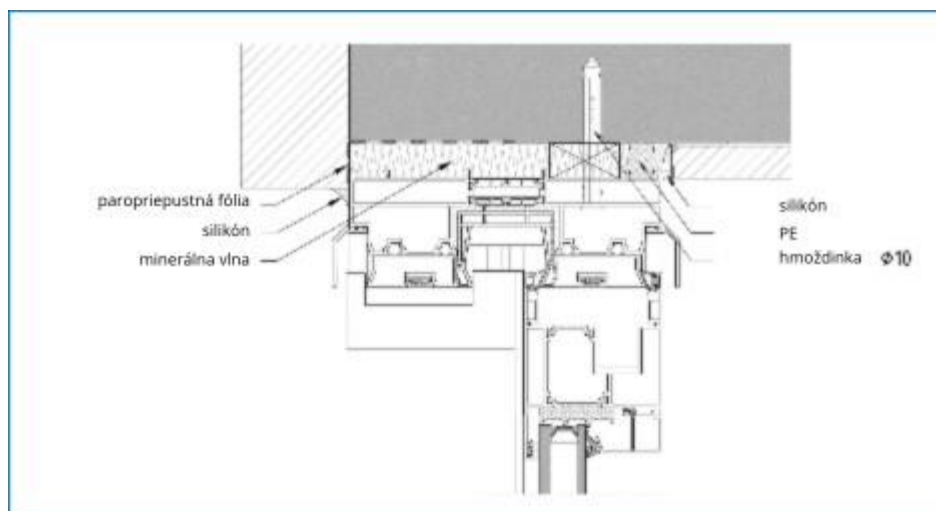 paropriepustná fólia
silikón
minerálna vlna
silikón
PE
hmoždinka ϕ10